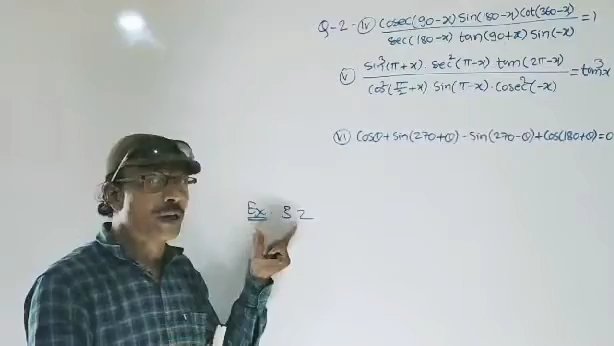 Q-2-(iv) cosec(90-x) sin(180-x) cot(360-x) / sec(180-x) tan(90+x) sin(-x) = 1
(v) sin³(π+x). sec²(π-x) tan(2π-x) / cos²(π/2+x) sin(π-x). cosec²(-x) = tan³x
(vi) cosθ + sin(270+θ) - sin(270-θ) + cos(180+θ) = 0
Ex. 3.2